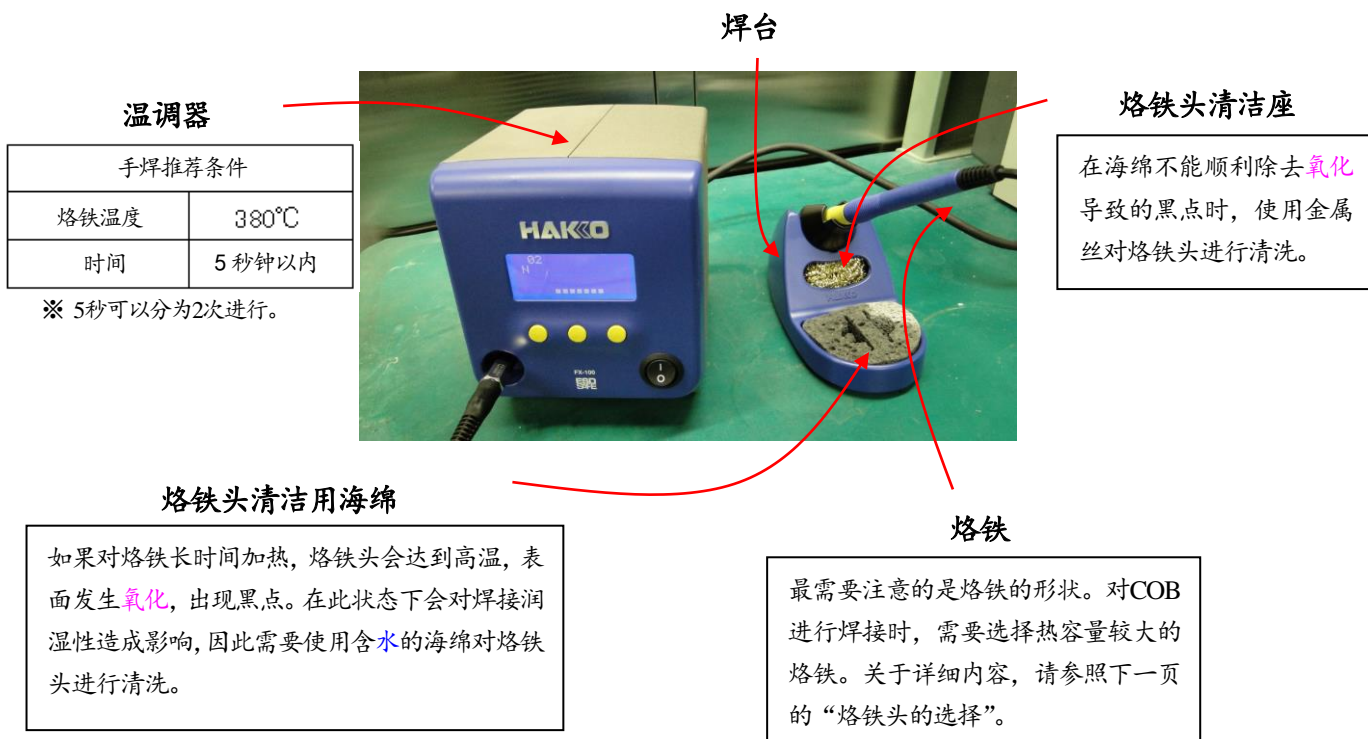 焊台
温调器
手焊推荐条件
烙铁温度 380℃
时间 5 秒钟以内
※ 5秒可以分为2次进行。
烙铁头清洁座
在海绵不能顺利除去氧化
导致的黑点时，使用金属
丝对烙铁头进行清洗。
HAKKO
02
N
FX-100
ESD
SAFE
I
O
HAKKO
烙铁头清洁用海绵
如果对烙铁长时间加热，烙铁头会达到高温，表
面发生氧化，出现黑点。在此状态下会对焊接润
湿性造成影响，因此需要使用含水的海绵对烙铁
头进行清洗。
烙铁
最需要注意的是烙铁的形状。对COB
进行焊接时，需要选择热容量较大的
烙铁。关于详细内容，请参照下一页
的“烙铁头的选择”。